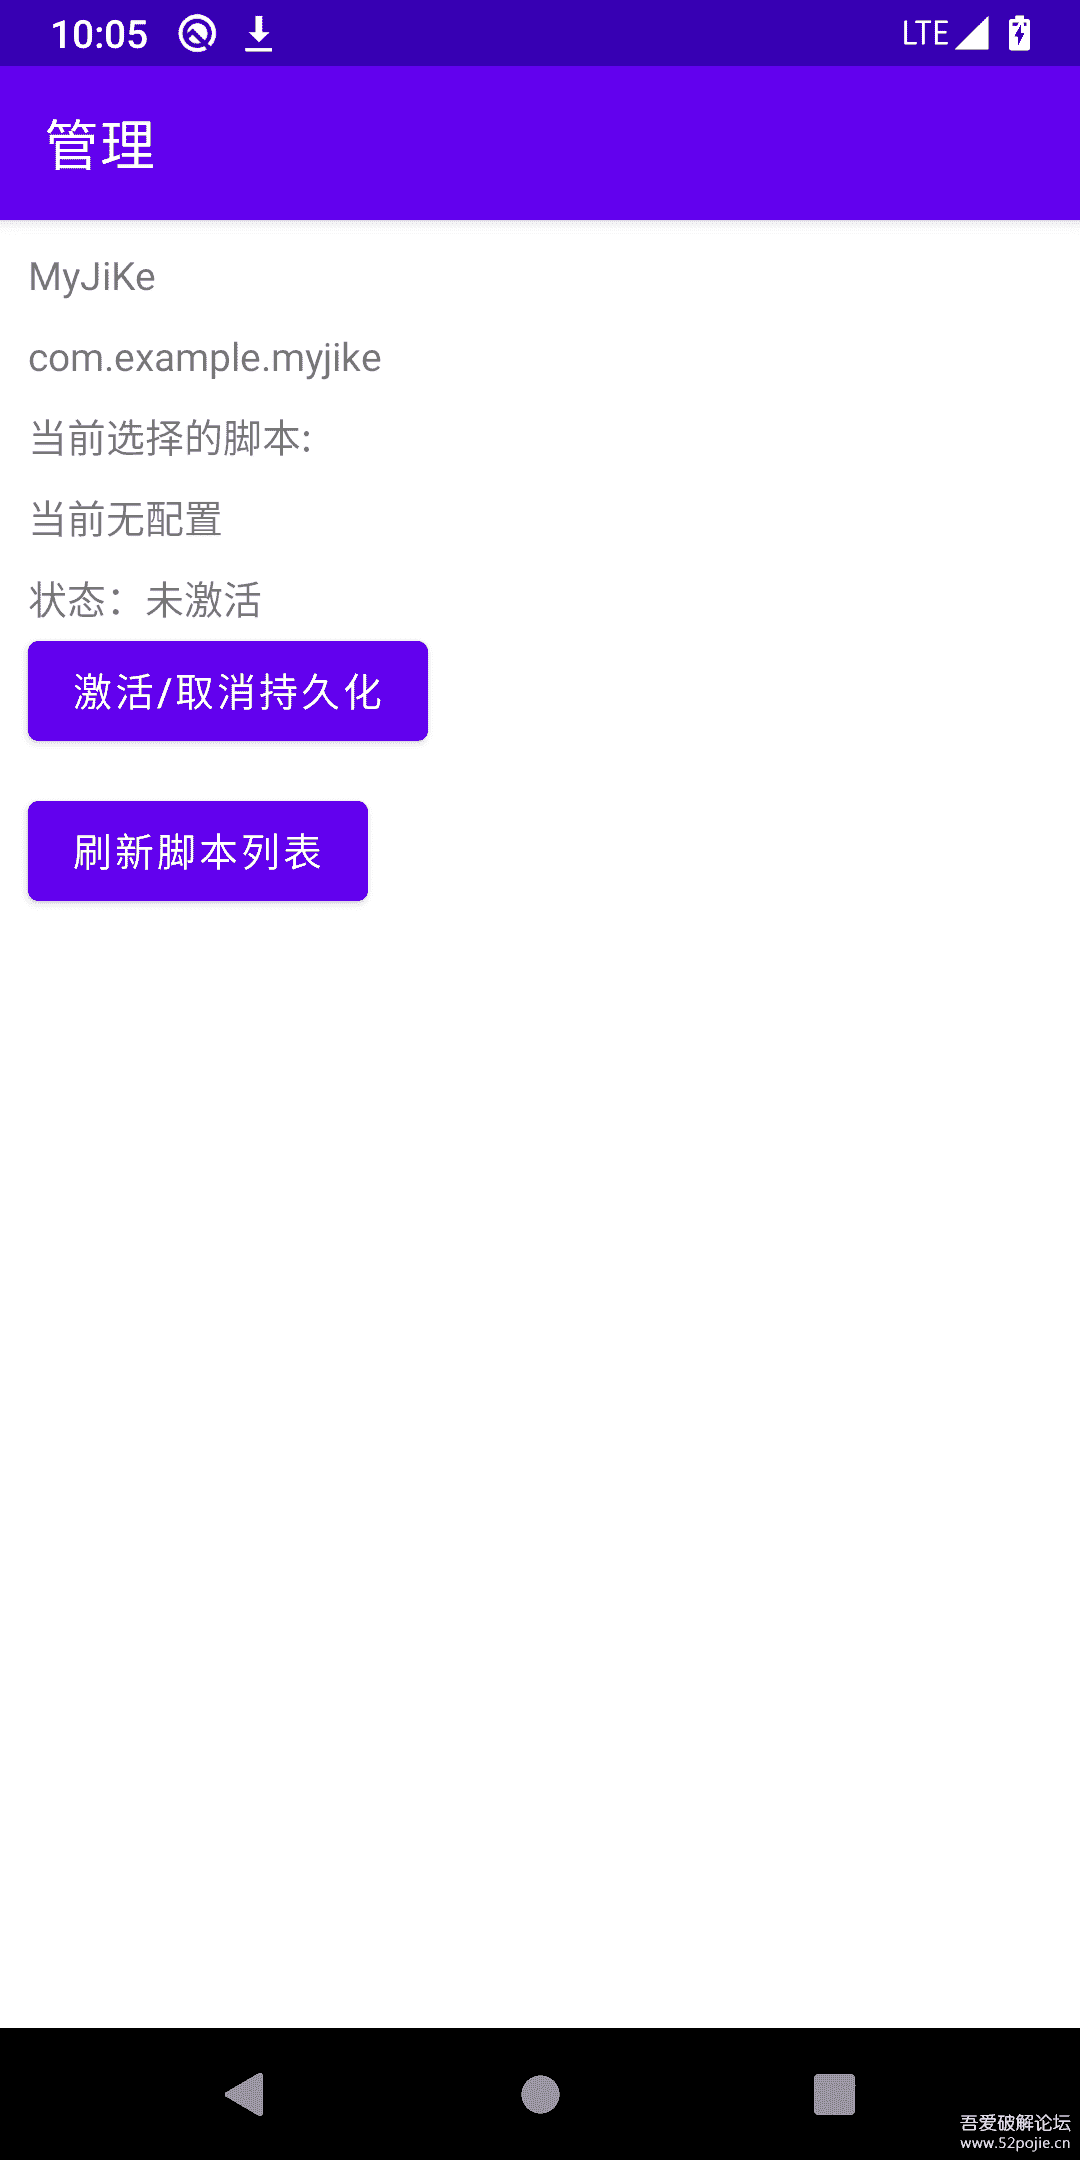 10:05 LTE
管理
MyJiKe
com.example.myjike
当前选择的脚本:
当前无配置
状态：未激活
激活/取消持久化
刷新脚本列表
吾爱破解论坛
www.52pojie.cn